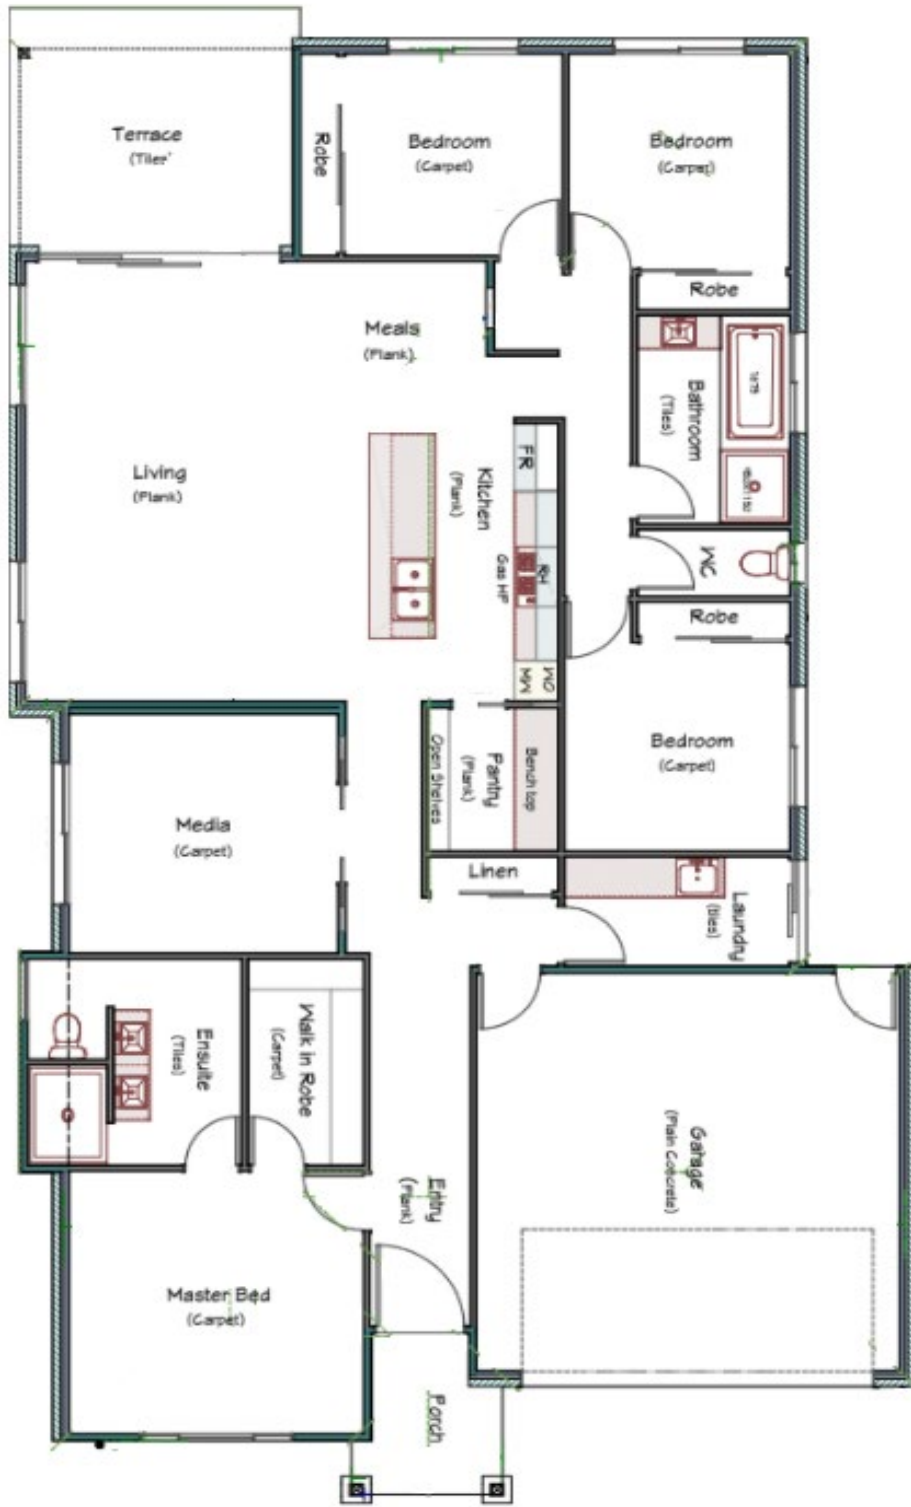 Terrace
(Tiler'
Robe
Bedroom
(Carpet)
Bedroom
(Carpet)
Robe
Meals
(Plank)
1675
Bathroom
(Tiles)
Living
(Plank)
Kitchen
(Plank)
FR
Gas HP
RH
WC
Robe
MW
WO
Bedroom
(Carpet)
Open Shelves
Pantry
(Plank)
Bench top
Media
(Carpet)
Linen
Laundry
(tiles)
Ensuite
(Tiles)
Walk in Robe
(Carpet)
Garage
(Plain Concrete)
Entry
(Plank)
Master Bed
(Carpet)
Porch